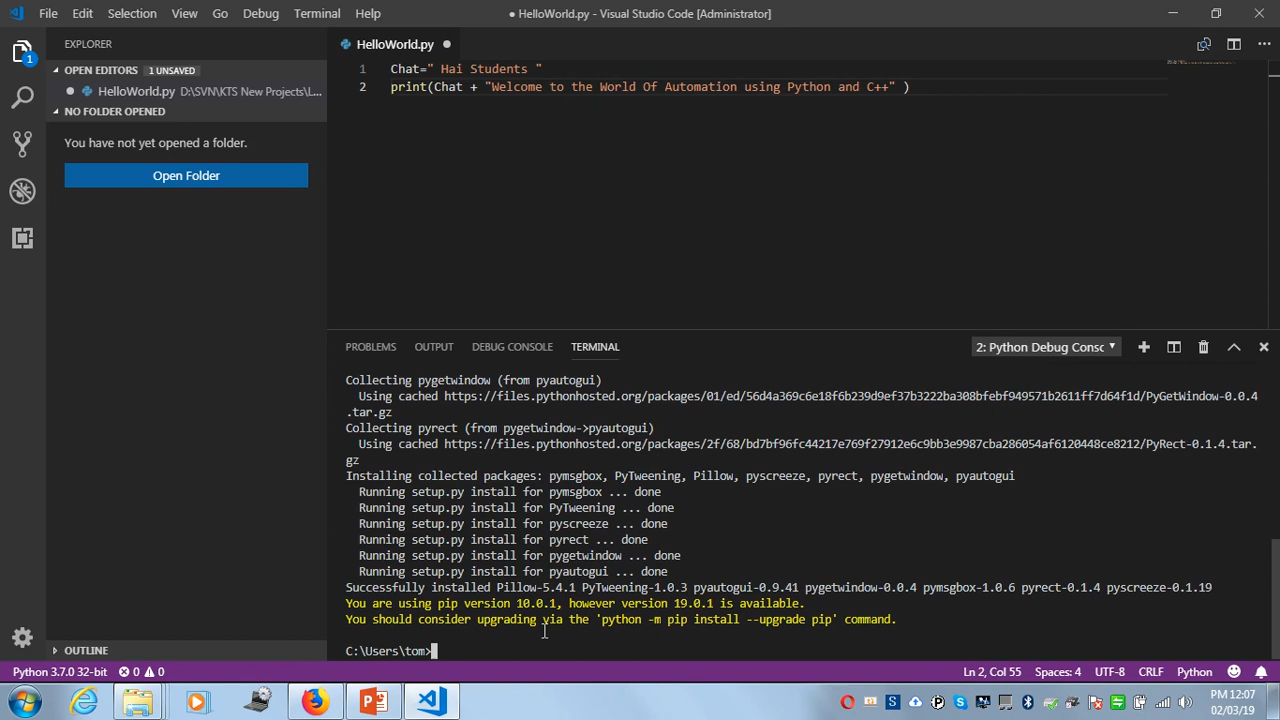 File Edit Selection View Go Debug Terminal Help
● HelloWorld.py - Visual Studio Code [Administrator]
EXPLORER
HelloWorld.py ●
OPEN EDITORS 1 UNSAVED
1 Chat=" Hai Students "
● HelloWorld.py D:\SVN\KTS New Projects\L...
2 print(Chat + "Welcome to the World Of Automation using Python and C++" )
NO FOLDER OPENED
You have not yet opened a folder.
Open Folder
1
PROBLEMS OUTPUT DEBUG CONSOLE TERMINAL
2: Python Debug Consc
Collecting pygetwindow (from pyautogui)
Using cached https://files.pythonhosted.org/packages/01/ed/56d4a369c6e18f6b239d9ef37b3222ba308bfebf949571b2611ff7d64f1d/PyGetWindow-0.0.4
.tar.gz
Collecting pyrect (from pygetwindow->pyautogui)
Using cached https://files.pythonhosted.org/packages/2f/68/bd7bf96fc44217e769f27912e6c9bb3e9987cba286054af6120448ce8212/PyRect-0.1.4.tar.
gz
Installing collected packages: pymsgbox, PyTweening, Pillow, pyscreeze, pyrect, pygetwindow, pyautogui
Running setup.py install for pymsgbox ... done
Running setup.py install for PyTweening ... done
Running setup.py install for pyscreeze ... done
Running setup.py install for pyrect ... done
Running setup.py install for pygetwindow ... done
Running setup.py install for pyautogui ... done
Successfully installed Pillow-5.4.1 PyTweening-1.0.3 pyautogui-0.9.41 pygetwindow-0.0.4 pymsgbox-1.0.6 pyrect-0.1.4 pyscreeze-0.1.19
You are using pip version 10.0.1, however version 19.0.1 is available.
You should consider upgrading via the 'python -m pip install --upgrade pip' command.
C:\Users\tom>
OUTLINE
Python 3.7.0 32-bit 0 0
Ln 2, Col 55 Spaces: 4 UTF-8 CRLF Python
PM 12:07
02/03/19